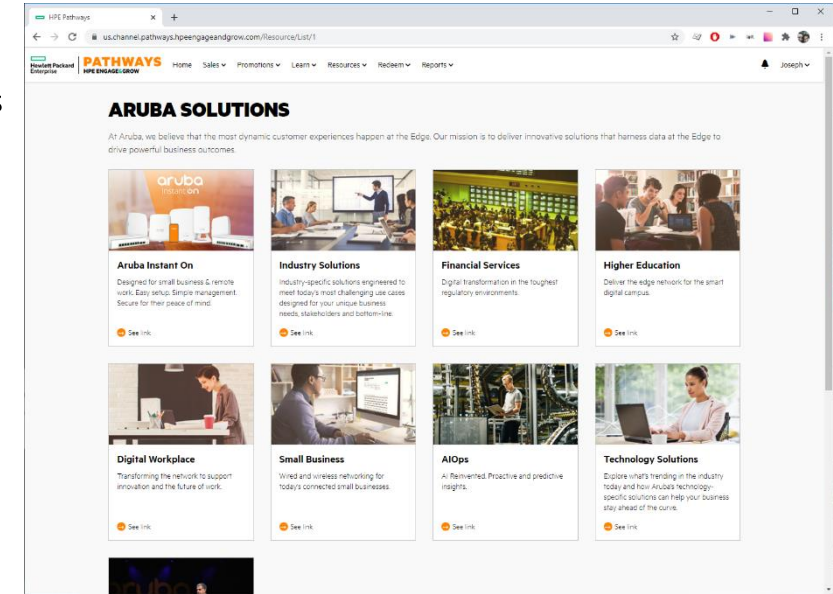 HPE Pathways
us.channel.pathways.hpeengageandgrow.com/Resource/List/1
Hewlett Packard
Enterprise
PATHWAYS
HPE ENGAGE&GROW
Home Sales Promotions Learn Resources Redeem Reports
Joseph
s
ARUBA SOLUTIONS
At Aruba, we believe that the most dynamic customer experiences happen at the Edge. Our mission is to deliver innovative solutions that harness data at the Edge to
drive powerful business outcomes.
aruba
instant on
Aruba Instant On
Designed for small business & remote
work. Easy setup. Simple management.
Secure for their peace of mind.
See link
Industry Solutions
Industry-specific solutions engineered to
meet today's most challenging use cases
designed for your unique business
needs, stakeholders and bottom-line.
See link
Financial Services
Digital transformation in the toughest
regulatory environments.
See link
Higher Education
Deliver the edge network for the smart
digital campus.
See link
Digital Workplace
Transforming the network to support
innovation and the future of work.
See link
Small Business
Wired and wireless networking for
today's connected small businesses.
See link
AIOps
AI Reinvented. Proactive and predictive
insights.
See link
Technology Solutions
Explore what's trending in the industry
today and how Aruba's technology-
specific solutions can help your business
stay ahead of the curve.
See link
aruba